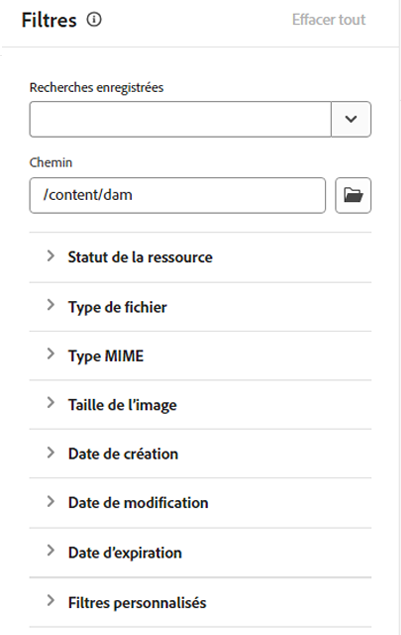 Filtres
Effacer tout
Recherches enregistrées
Chemin
/content/dam
Statut de la ressource
Type de fichier
Type MIME
Taille de l'image
Date de création
Date de modification
Date d'expiration
Filtres personnalisés